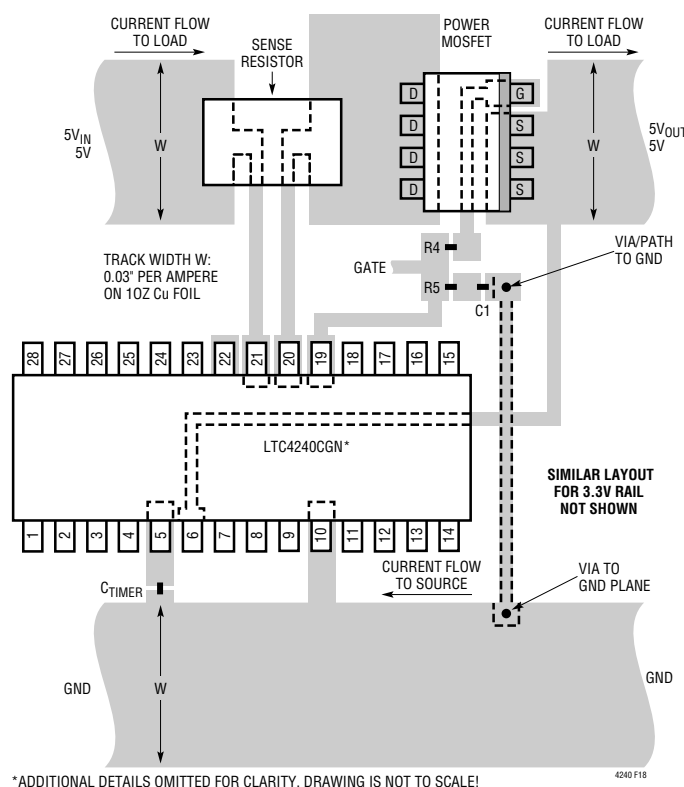 CURRENT FLOW
TO LOAD
SENSE
RESISTOR
POWER
MOSFET
CURRENT FLOW
TO LOAD
5VIN
5V
W
D
D
D
D
G
S
S
S
W
5VOUT
5V
TRACK WIDTH W:
0.03" PER AMPERE
ON 1OZ Cu FOIL
R4
GATE
R5
C1
VIA/PATH
TO GND
28
27
26
25
24
23
22
21
20
19
18
17
16
15
LTC4240CGN*
SIMILAR LAYOUT
FOR 3.3V RAIL
NOT SHOWN
1
2
3
4
5
6
7
8
9
10
11
12
13
14
CTIMER
CURRENT FLOW
TO SOURCE
VIA TO
GND PLANE
GND
W
GND
*ADDITIONAL DETAILS OMITTED FOR CLARITY. DRAWING IS NOT TO SCALE!
4240 F18